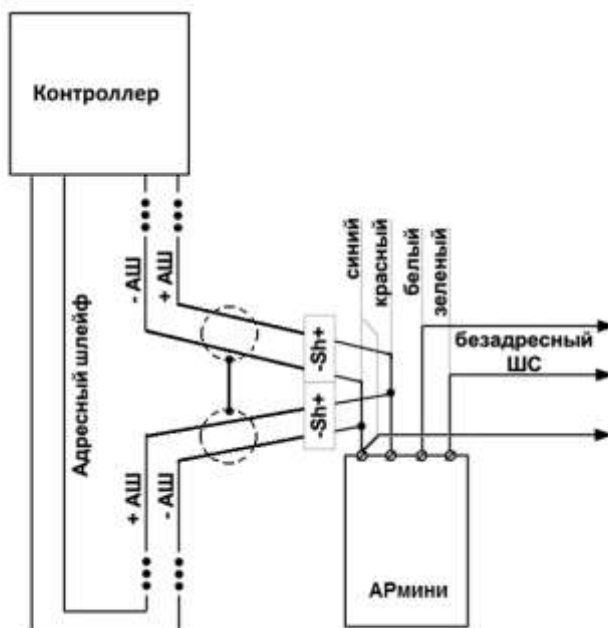 Контроллер
- АШ
+ АШ
синий
красный
белый
зеленый
-Sh+
-Sh+
безадресный
ШС
Адресный шлейф
+ АШ
- АШ
АРмини